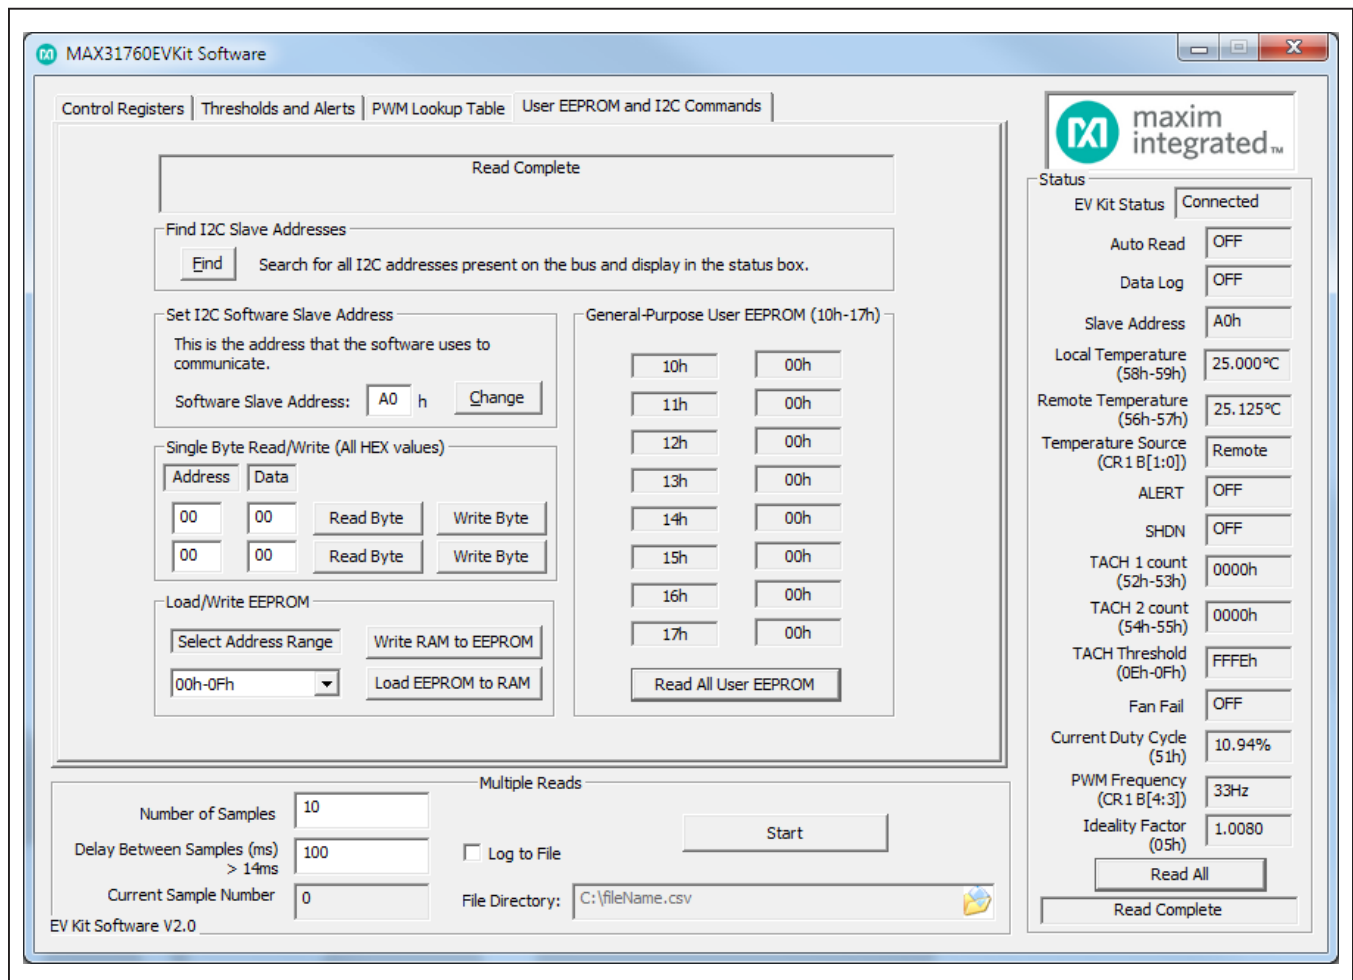 MAX31760EVKit Software
Control Registers
Thresholds and Alerts
PWM Lookup Table
User EEPROM and I2C Commands
Read Complete
Find I2C Slave Addresses
Find
Search for all I2C addresses present on the bus and display in the status box.
Set I2C Software Slave Address
This is the address that the software uses to
communicate.
Software Slave Address: A0 h Change
Single Byte Read/Write (All HEX values)
Address Data
00 00 Read Byte Write Byte
00 00 Read Byte Write Byte
Load/Write EEPROM
Select Address Range Write RAM to EEPROM
00h-0Fh Load EEPROM to RAM
General-Purpose User EEPROM (10h-17h)
10h 00h
11h 00h
12h 00h
13h 00h
14h 00h
15h 00h
16h 00h
17h 00h
Read All User EEPROM
Multiple Reads
Number of Samples 10
Delay Between Samples (ms) 100
> 14ms
Current Sample Number 0
Start
Log to File
File Directory: C:\fileName.csv
EV Kit Software V2.0
maxim
integrated™
Status
EV Kit Status Connected
Auto Read OFF
Data Log OFF
Slave Address A0h
Local Temperature
(58h-59h) 25.000ºC
Remote Temperature
(56h-57h) 25.125ºC
Temperature Source
(CR1 B[1:0]) Remote
ALERT OFF
SHDN OFF
TACH 1 count
(52h-53h) 0000h
TACH 2 count
(54h-55h) 0000h
TACH Threshold
(0Eh-0Fh) FFFEh
Fan Fail OFF
Current Duty Cycle
(51h) 10.94%
PWM Frequency
(CR1 B[4:3]) 33Hz
Ideality Factor
(05h) 1.0080
Read All
Read Complete